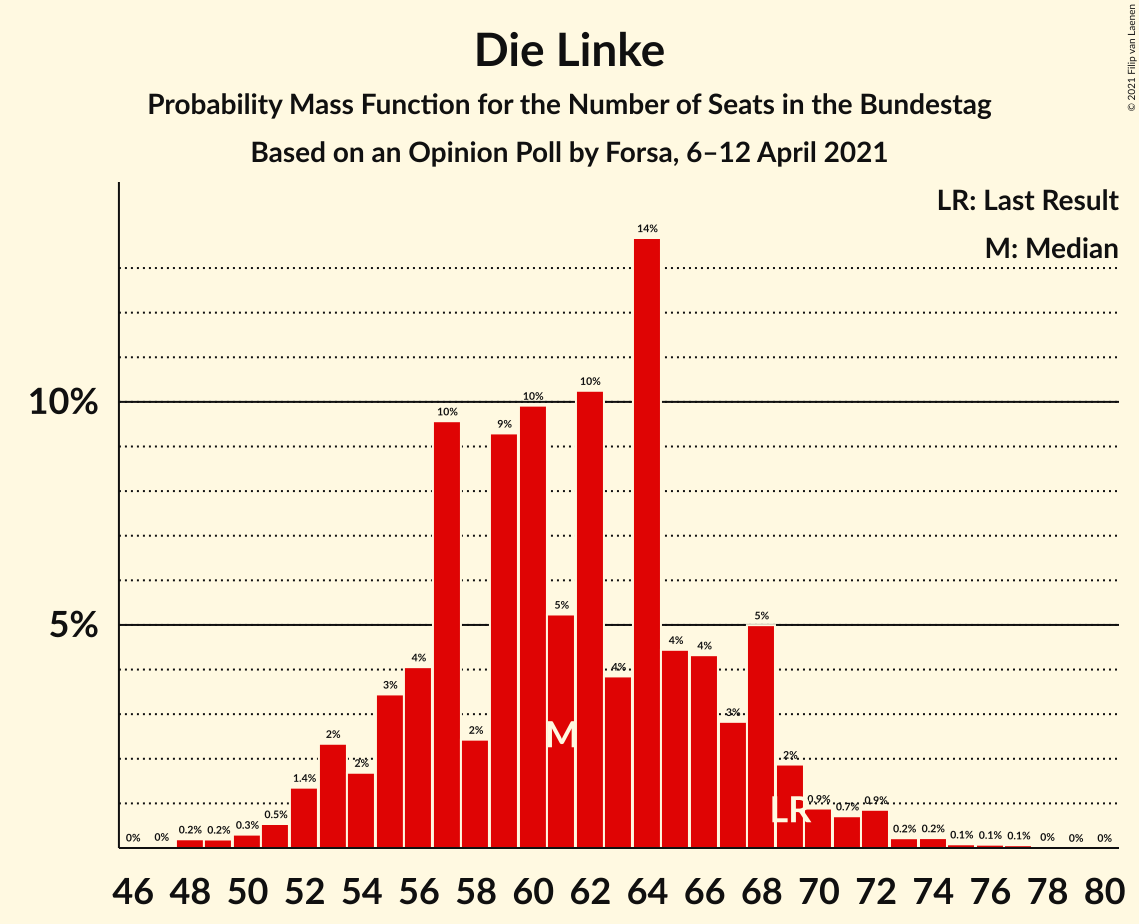 Die Linke
Probability Mass Function for the Number of Seats in the Bundestag
Based on an Opinion Poll by Forsa, 6–12 April 2021
© 2021 Filip van Laenen
LR: Last Result
M: Median
10%
5%
0% 0% 0.2% 0.2% 0.3% 0.5% 1.4% 2% 2% 3% 4% 10% 2% 9% 10% 5% 10% 4% 14% 4% 4% 3% 5% 2% 0.9% 0.7% 0.9% 0.2% 0.2% 0.1% 0.1% 0.1% 0% 0% 0%
M
LR
46 48 50 52 54 56 58 60 62 64 66 68 70 72 74 76 78 80